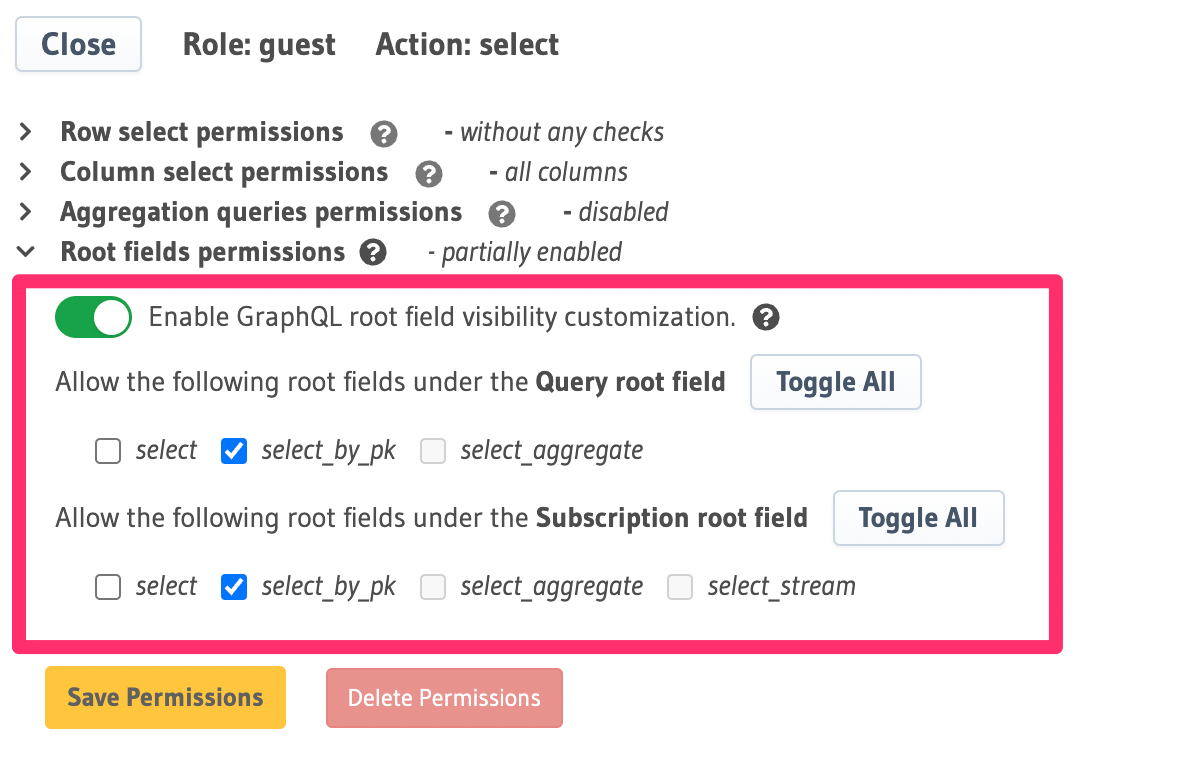 Close Role: guest Action: select
Row select permissions ? - without any checks
Column select permissions ? - all columns
Aggregation queries permissions ? - disabled
Root fields permissions ? - partially enabled
Enable GraphQL root field visibility customization. ?
Allow the following root fields under the Query root field Toggle All
select select_by_pk select_aggregate
Allow the following root fields under the Subscription root field Toggle All
select select_by_pk select_aggregate select_stream
Save Permissions Delete Permissions